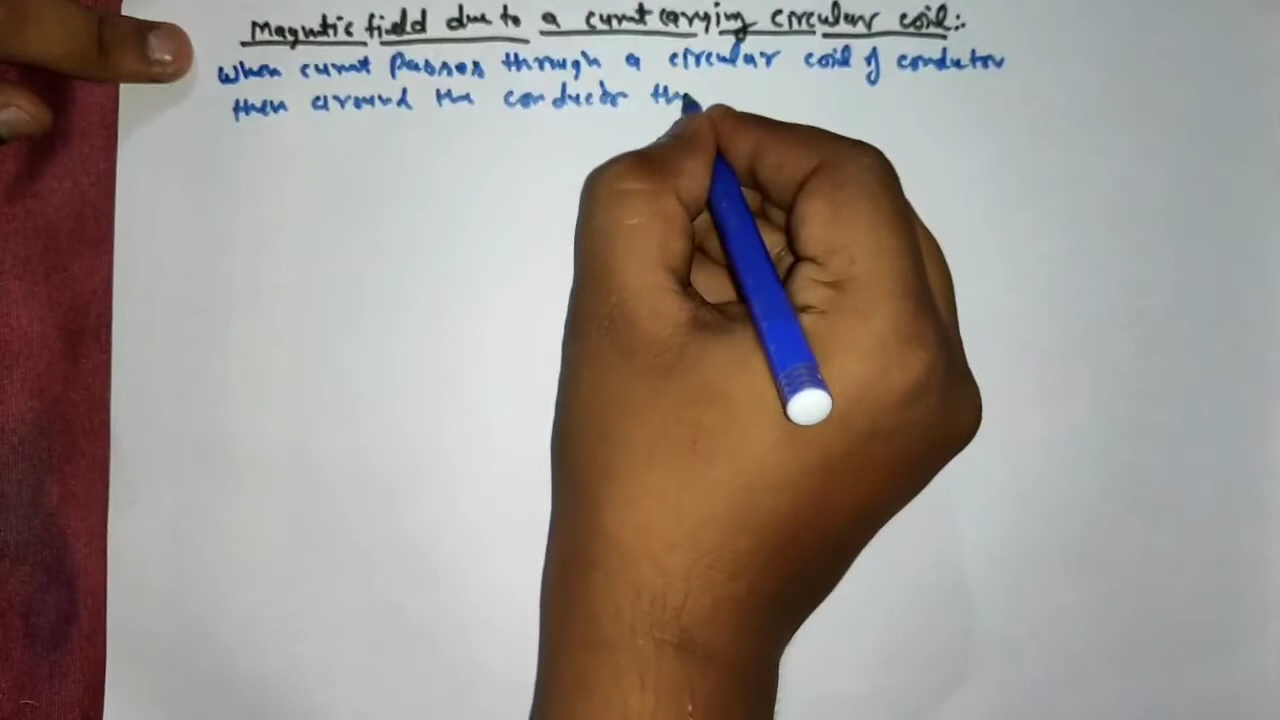 Magnetic field due to a current carrying circular coil:-
When current passes through a circular coil of conductor
then around the conductor the